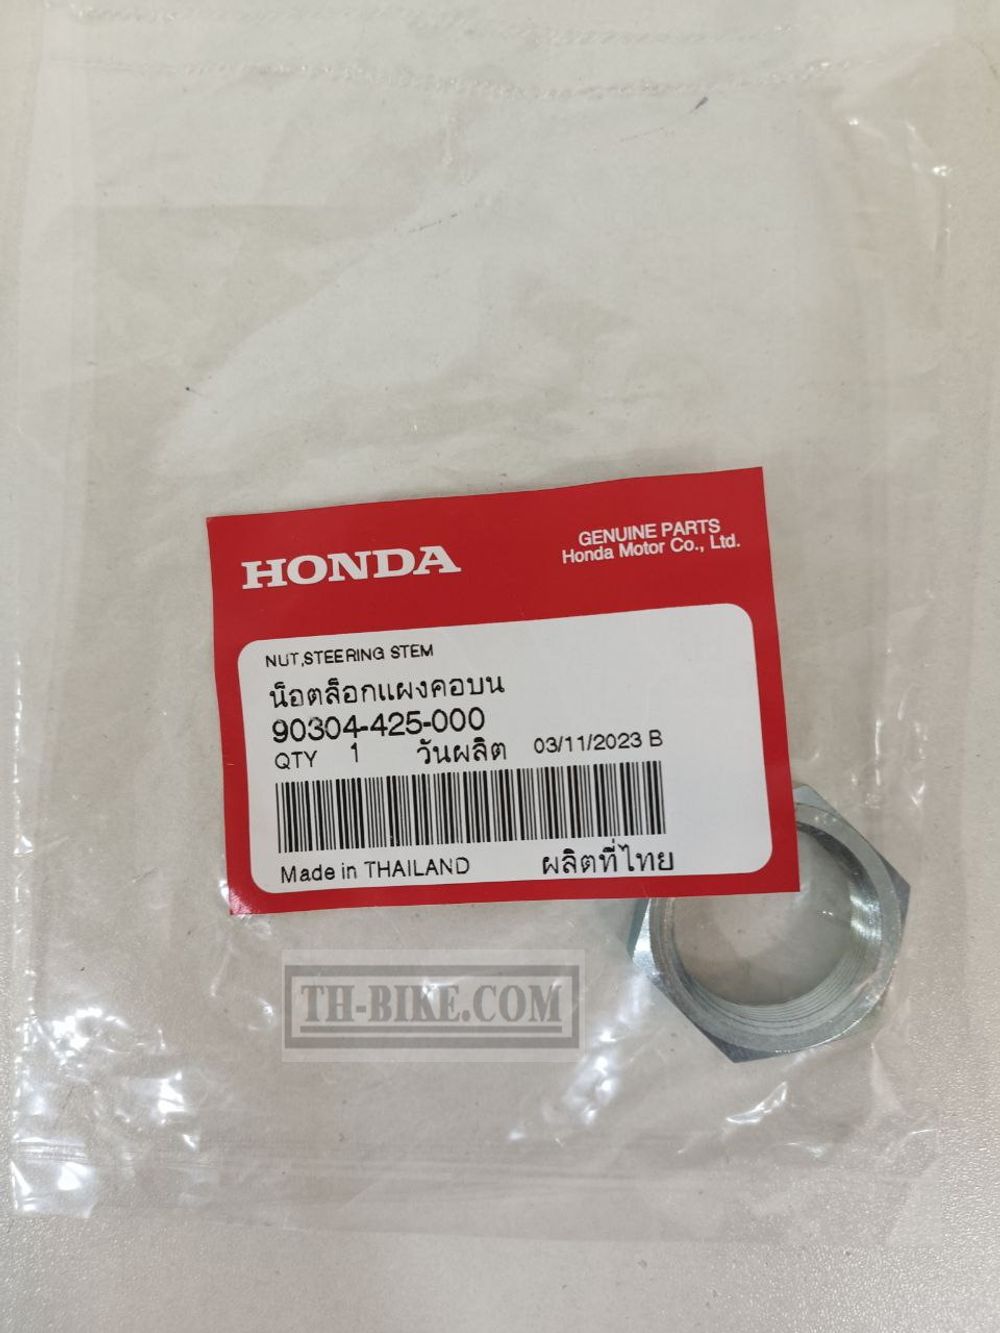 HONDA
GENUINE PARTS
Honda Motor Co., Ltd.
NUT,STEERING STEM
น็อตล็อกแผงคอบน
90304-425-000
QTY 1 วันผลิต 03/11/2023 B
Made in THAILAND ผลิตที่ไทย
TH-BIKE.COM